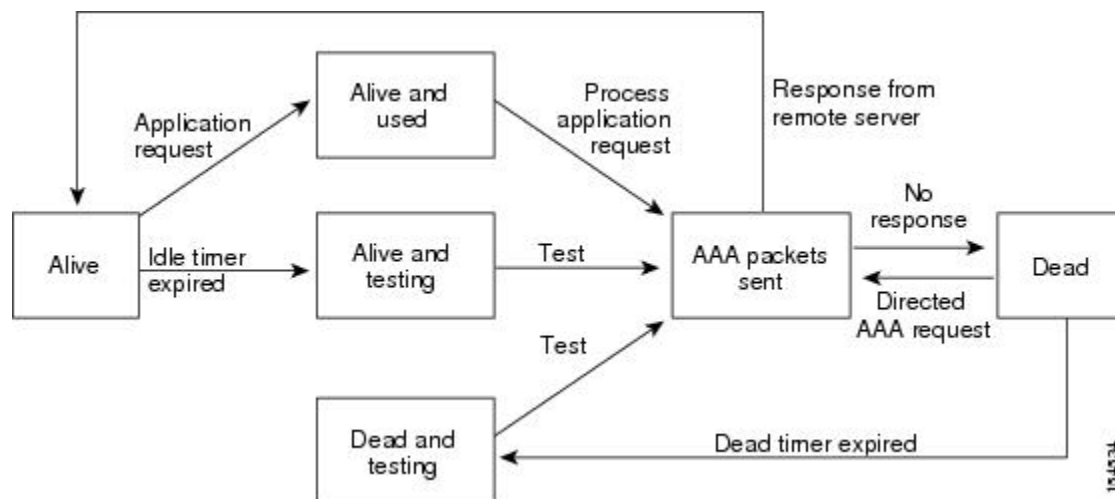 Alive and
used
Process
application
request
Response from
remote server
Application
request
No
response
Alive
Idle timer
expired
Alive and
testing
Test
AAA packets
sent
Dead
Directed
AAA request
Test
Dead and
testing
Dead timer expired